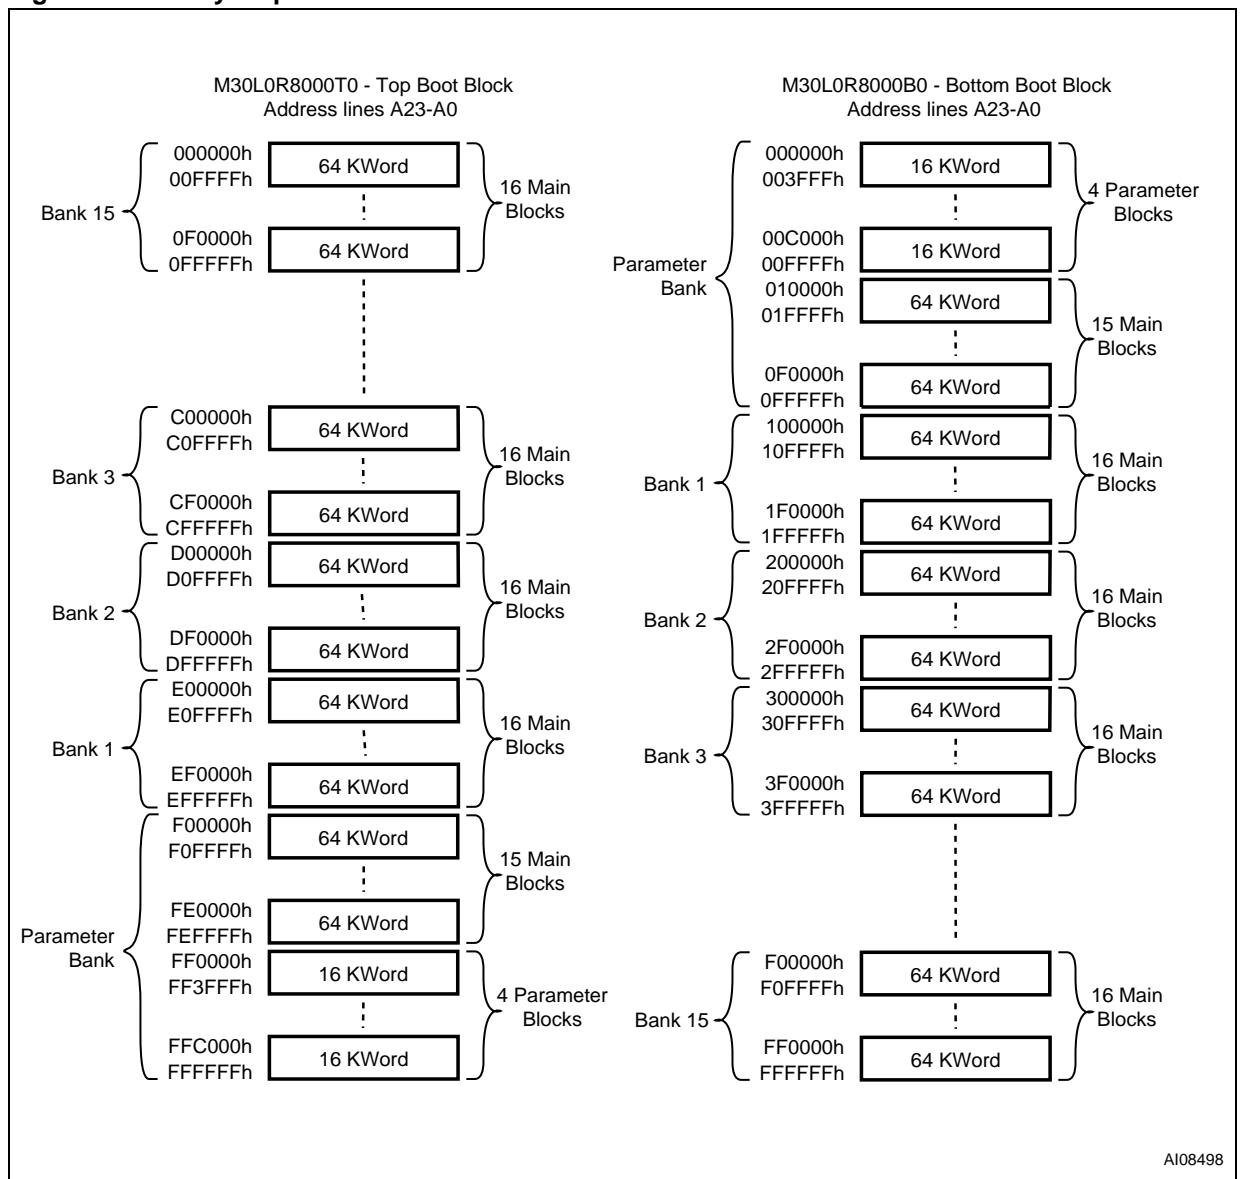 M30L0R8000T0 - Top Boot Block
Address lines A23-A0
000000h
00FFFFh
64 KWord
Bank 15
16 Main
Blocks
0F0000h
0FFFFFh
64 KWord
C00000h
C0FFFFh
64 KWord
Bank 3
16 Main
Blocks
CF0000h
CFFFFFh
64 KWord
D00000h
D0FFFFh
64 KWord
Bank 2
16 Main
Blocks
DF0000h
DFFFFFh
64 KWord
E00000h
E0FFFFh
64 KWord
Bank 1
16 Main
Blocks
EF0000h
EFFFFFh
64 KWord
F00000h
F0FFFFh
64 KWord
15 Main
Blocks
FE0000h
FEFFFFh
64 KWord
Parameter
Bank
FF0000h
FF3FFFh
16 KWord
4 Parameter
Blocks
FFC000h
FFFFFFh
16 KWord
M30L0R8000B0 - Bottom Boot Block
Address lines A23-A0
000000h
003FFFh
16 KWord
4 Parameter
Blocks
00C000h
00FFFFh
16 KWord
Parameter
Bank
010000h
01FFFFh
64 KWord
15 Main
Blocks
0F0000h
0FFFFFh
64 KWord
100000h
10FFFFh
64 KWord
Bank 1
16 Main
Blocks
1F0000h
1FFFFFh
64 KWord
200000h
20FFFFh
64 KWord
Bank 2
16 Main
Blocks
2F0000h
2FFFFFh
64 KWord
300000h
30FFFFh
64 KWord
Bank 3
16 Main
Blocks
3F0000h
3FFFFFh
64 KWord
F00000h
F0FFFFh
64 KWord
Bank 15
16 Main
Blocks
FF0000h
FFFFFFh
64 KWord
AI08498